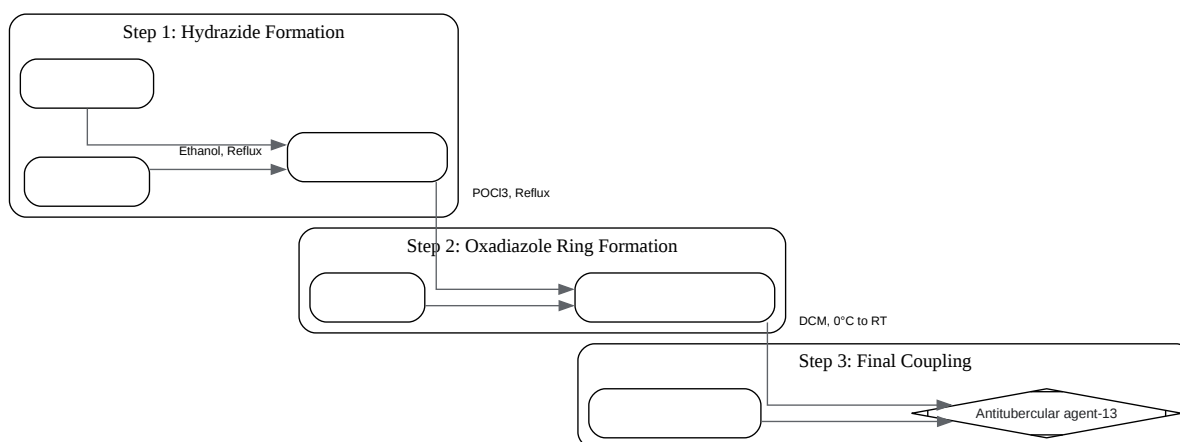 Step 1: Hydrazide Formation
Ethanol, Reflux
POCl3, Reflux
Step 2: Oxadiazole Ring Formation
DCM, 0°C to RT
Step 3: Final Coupling
Antitubercular agent-13